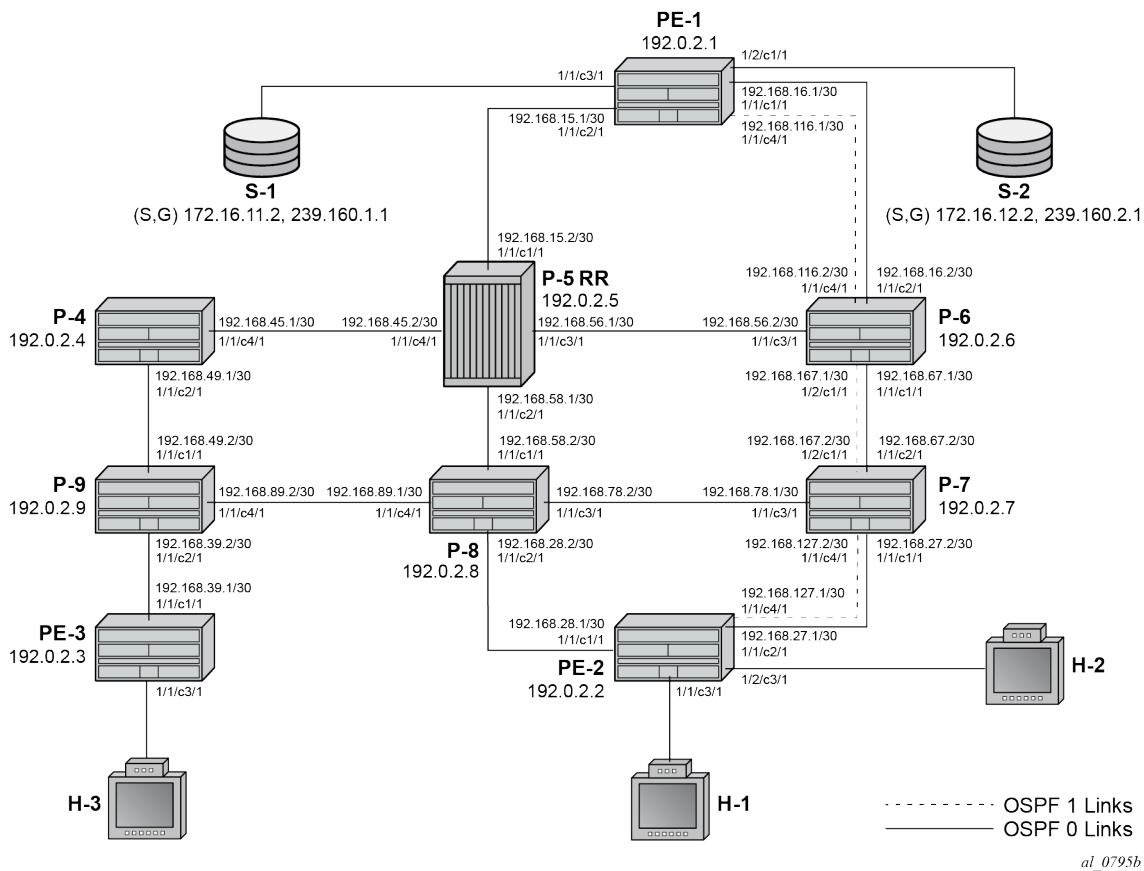 PE-1
192.0.2.1
1/2/c1/1
1/1/c3/1
192.168.16.1/30
1/1/c1/1
192.168.15.1/30
1/1/c2/1
192.168.116.1/30
1/1/c4/1
S-1
(S,G) 172.16.11.2, 239.160.1.1
S-2
(S,G) 172.16.12.2, 239.160.2.1
192.168.15.2/30
1/1/c1/1
P-5 RR
192.0.2.5
192.168.116.2/30
1/1/c4/1
192.168.16.2/30
1/1/c2/1
P-4
192.0.2.4
192.168.45.1/30
1/1/c4/1
192.168.45.2/30
1/1/c4/1
192.168.56.1/30
1/1/c3/1
192.168.56.2/30
1/1/c3/1
P-6
192.0.2.6
192.168.49.1/30
1/1/c2/1
192.168.58.1/30
1/1/c2/1
192.168.167.1/30
1/2/c1/1
192.168.67.1/30
1/1/c1/1
192.168.49.2/30
1/1/c1/1
192.168.58.2/30
1/1/c1/1
192.168.167.2/30
1/2/c1/1
192.168.67.2/30
1/1/c2/1
P-9
192.0.2.9
192.168.89.2/30
1/1/c4/1
192.168.89.1/30
1/1/c4/1
192.168.78.2/30
1/1/c3/1
192.168.78.1/30
1/1/c3/1
P-7
192.0.2.7
192.168.39.2/30
1/1/c2/1
P-8
192.0.2.8
192.168.28.2/30
1/1/c2/1
192.168.127.2/30
1/1/c4/1
192.168.27.2/30
1/1/c1/1
192.168.39.1/30
1/1/c1/1
192.168.127.1/30
1/1/c4/1
PE-3
192.0.2.3
1/1/c3/1
192.168.28.1/30
1/1/c1/1
192.168.27.1/30
1/1/c2/1
PE-2
192.0.2.2
1/1/c3/1
1/2/c3/1
H-2
H-3
H-1
OSPF 1 Links
OSPF 0 Links
al_0795b